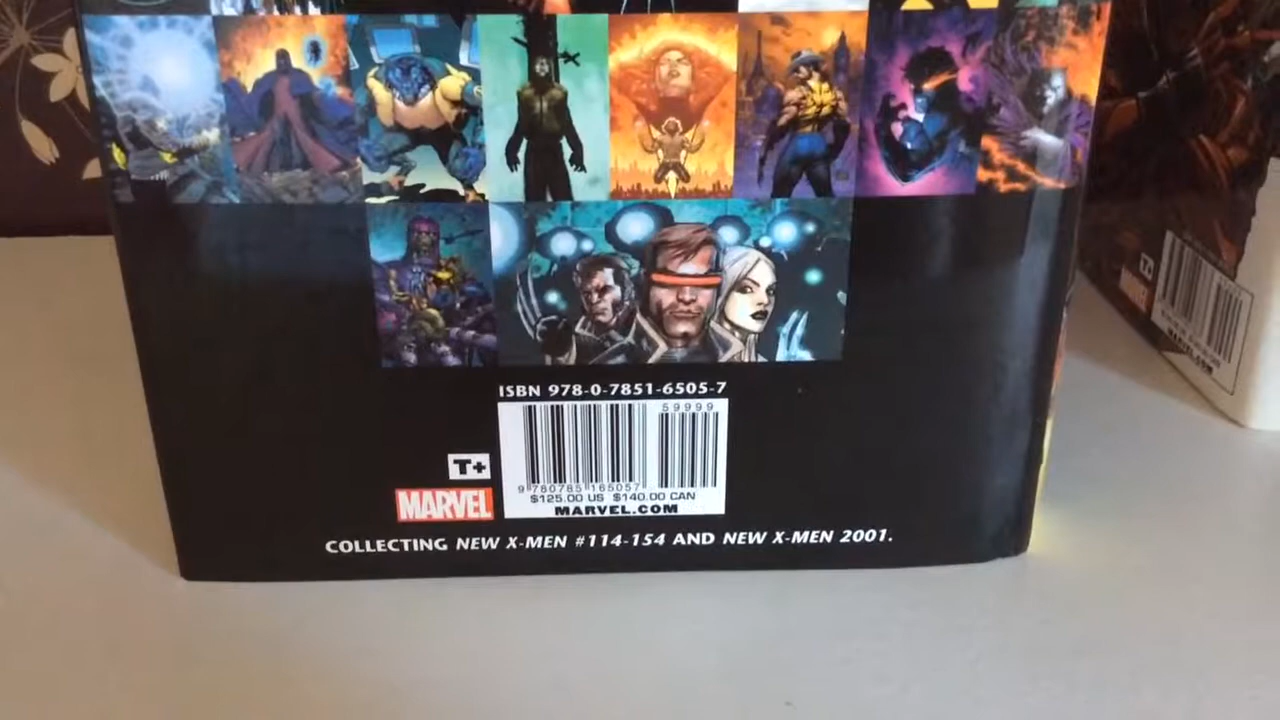 ISBN 978-0-7851-6505-7
59999
9 780785 165057
$125.00 US $140.00 CAN
MARVEL.COM
T+
MARVEL
COLLECTING NEW X-MEN #114-154 AND NEW X-MEN 2001.
T+
MARVEL